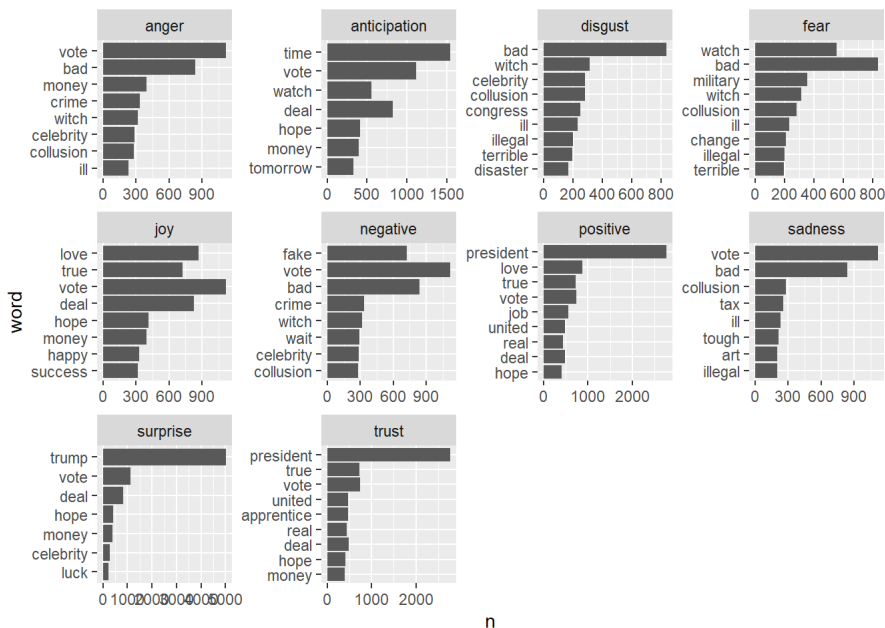 anger
vote
bad
money
crime
witch
celebrity
collusion
ill
0 300 600 900
anticipation
time
vote
watch
deal
hope
money
tomorrow
0 500 1000 1500
disgust
bad
witch
celebrity
collusion
congress
ill
illegal
terrible
disaster
0 200 400 600 800
fear
watch
bad
military
witch
collusion
ill
change
illegal
terrible
0 200 400 600 800
joy
love
true
vote
deal
hope
money
happy
success
0 300 600 900
negative
fake
vote
bad
crime
witch
wait
celebrity
collusion
0 300 600 900
positive
president
love
true
vote
job
united
real
deal
hope
0 1000 2000
sadness
vote
bad
collusion
tax
ill
tough
art
illegal
0 300 600 900
surprise
trump
vote
deal
hope
money
celebrity
luck
0 1000 2000 3000 4000 5000
trust
president
true
vote
united
apprentice
real
deal
hope
money
0 1000 2000
word
n